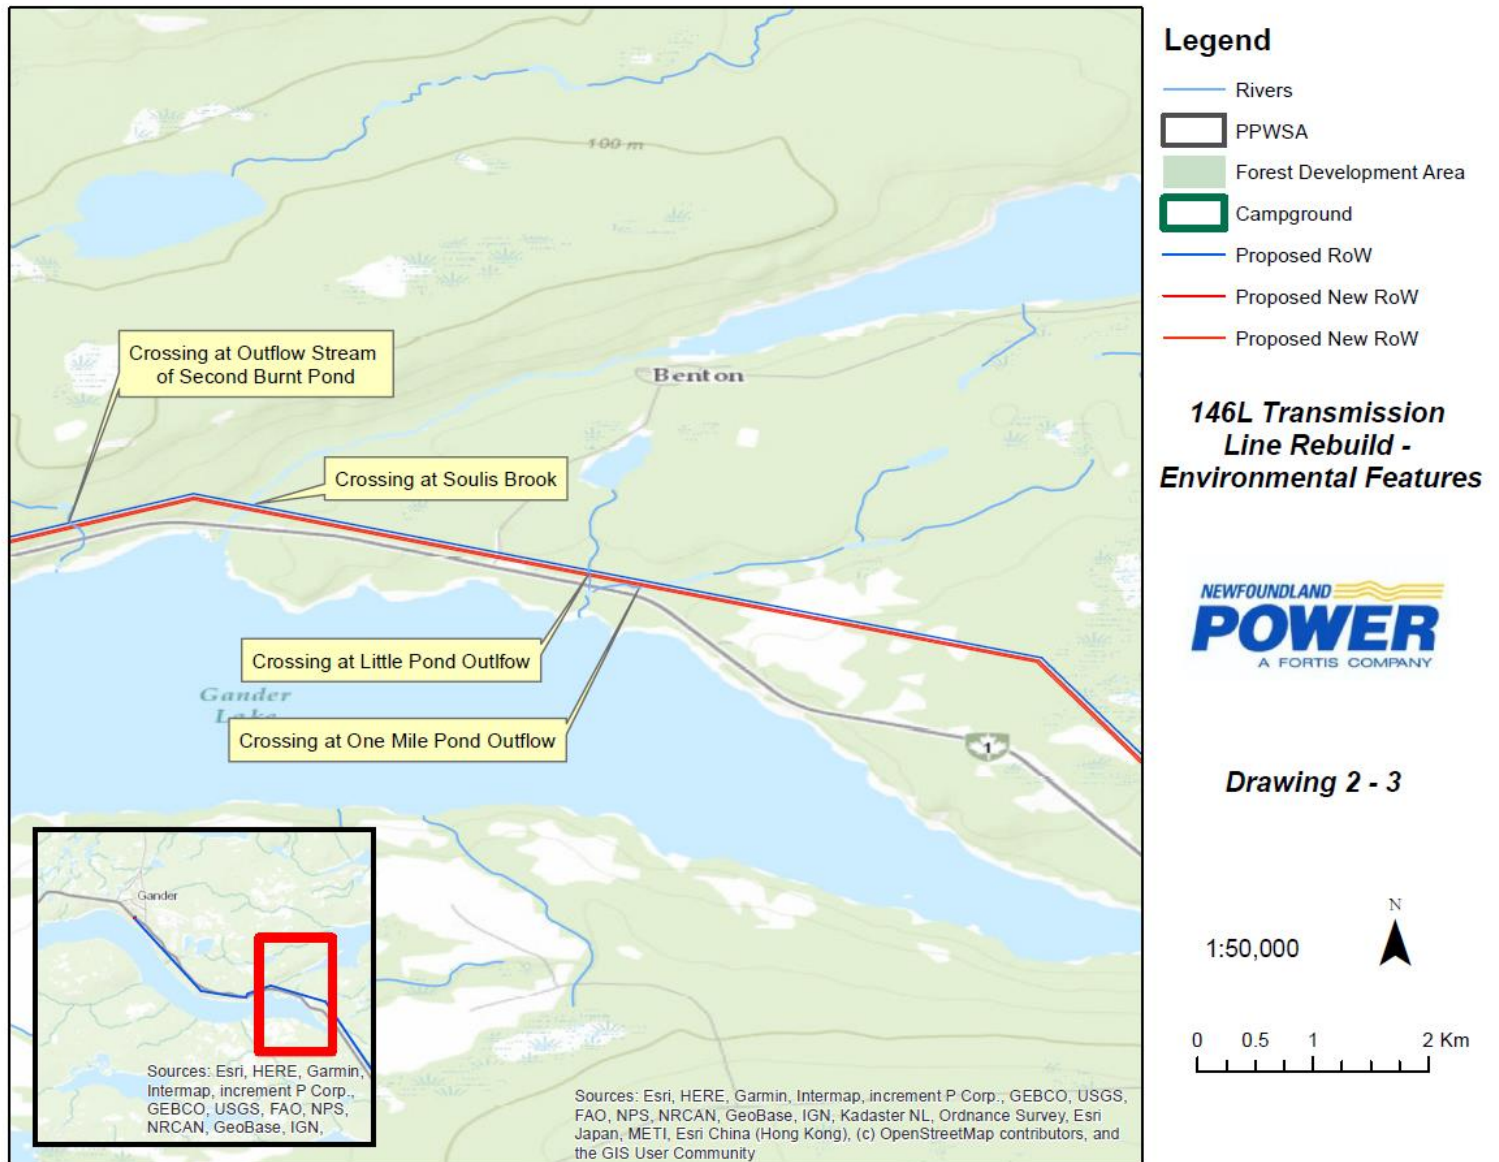 100 m
Benton
Crossing at Outflow Stream
of Second Burnt Pond
Crossing at Soulis Brook
Crossing at Little Pond Outlfow
Gander
Lake
Crossing at One Mile Pond Outflow
1
Gander
Sources: Esri, HERE, Garmin,
Intermap, increment P Corp.,
GEBCO, USGS, FAO, NPS,
NRCAN, GeoBase, IGN,
Sources: Esri, HERE, Garmin, Intermap, increment P Corp., GEBCO, USGS,
FAO, NPS, NRCAN, GeoBase, IGN, Kadaster NL, Ordnance Survey, Esri
Japan, METI, Esri China (Hong Kong), (c) OpenStreetMap contributors, and
the GIS User Community
Legend
Rivers
PPWSA
Forest Development Area
Campground
Proposed RoW
Proposed New RoW
Proposed New RoW
146L Transmission
Line Rebuild -
Environmental Features
NEWFOUNDLAND
POWER
A FORTIS COMPANY
Drawing 2 - 3
N
1:50,000
0 0.5 1 2 Km